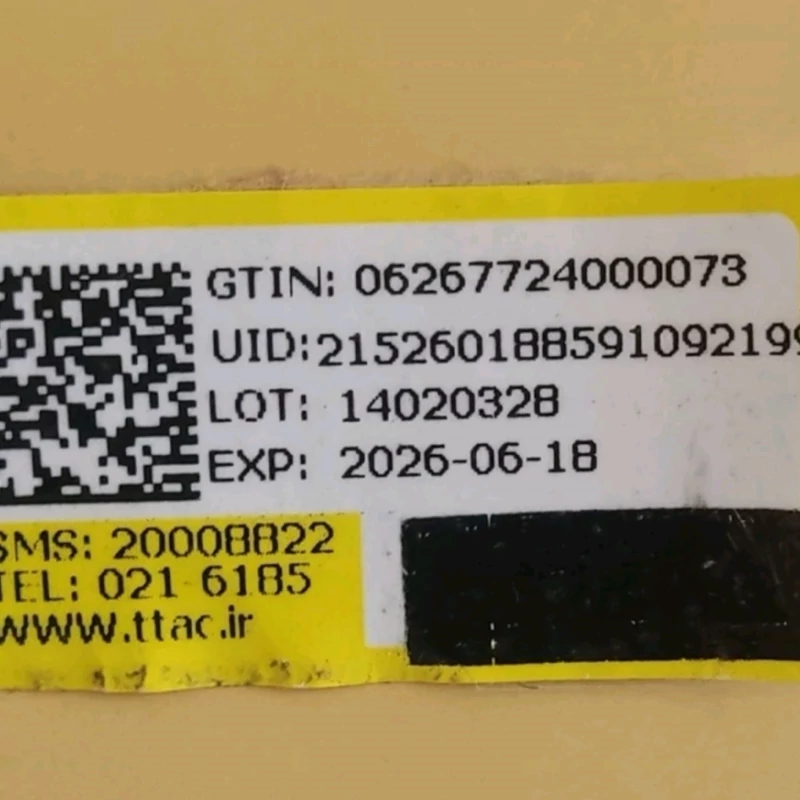 GTIN: 06267724000073
UID:21526018859109219
LOT: 14020328
EXP: 2026-06-18
SMS: 20008822
TEL: 021 6185
www.ttac.ir